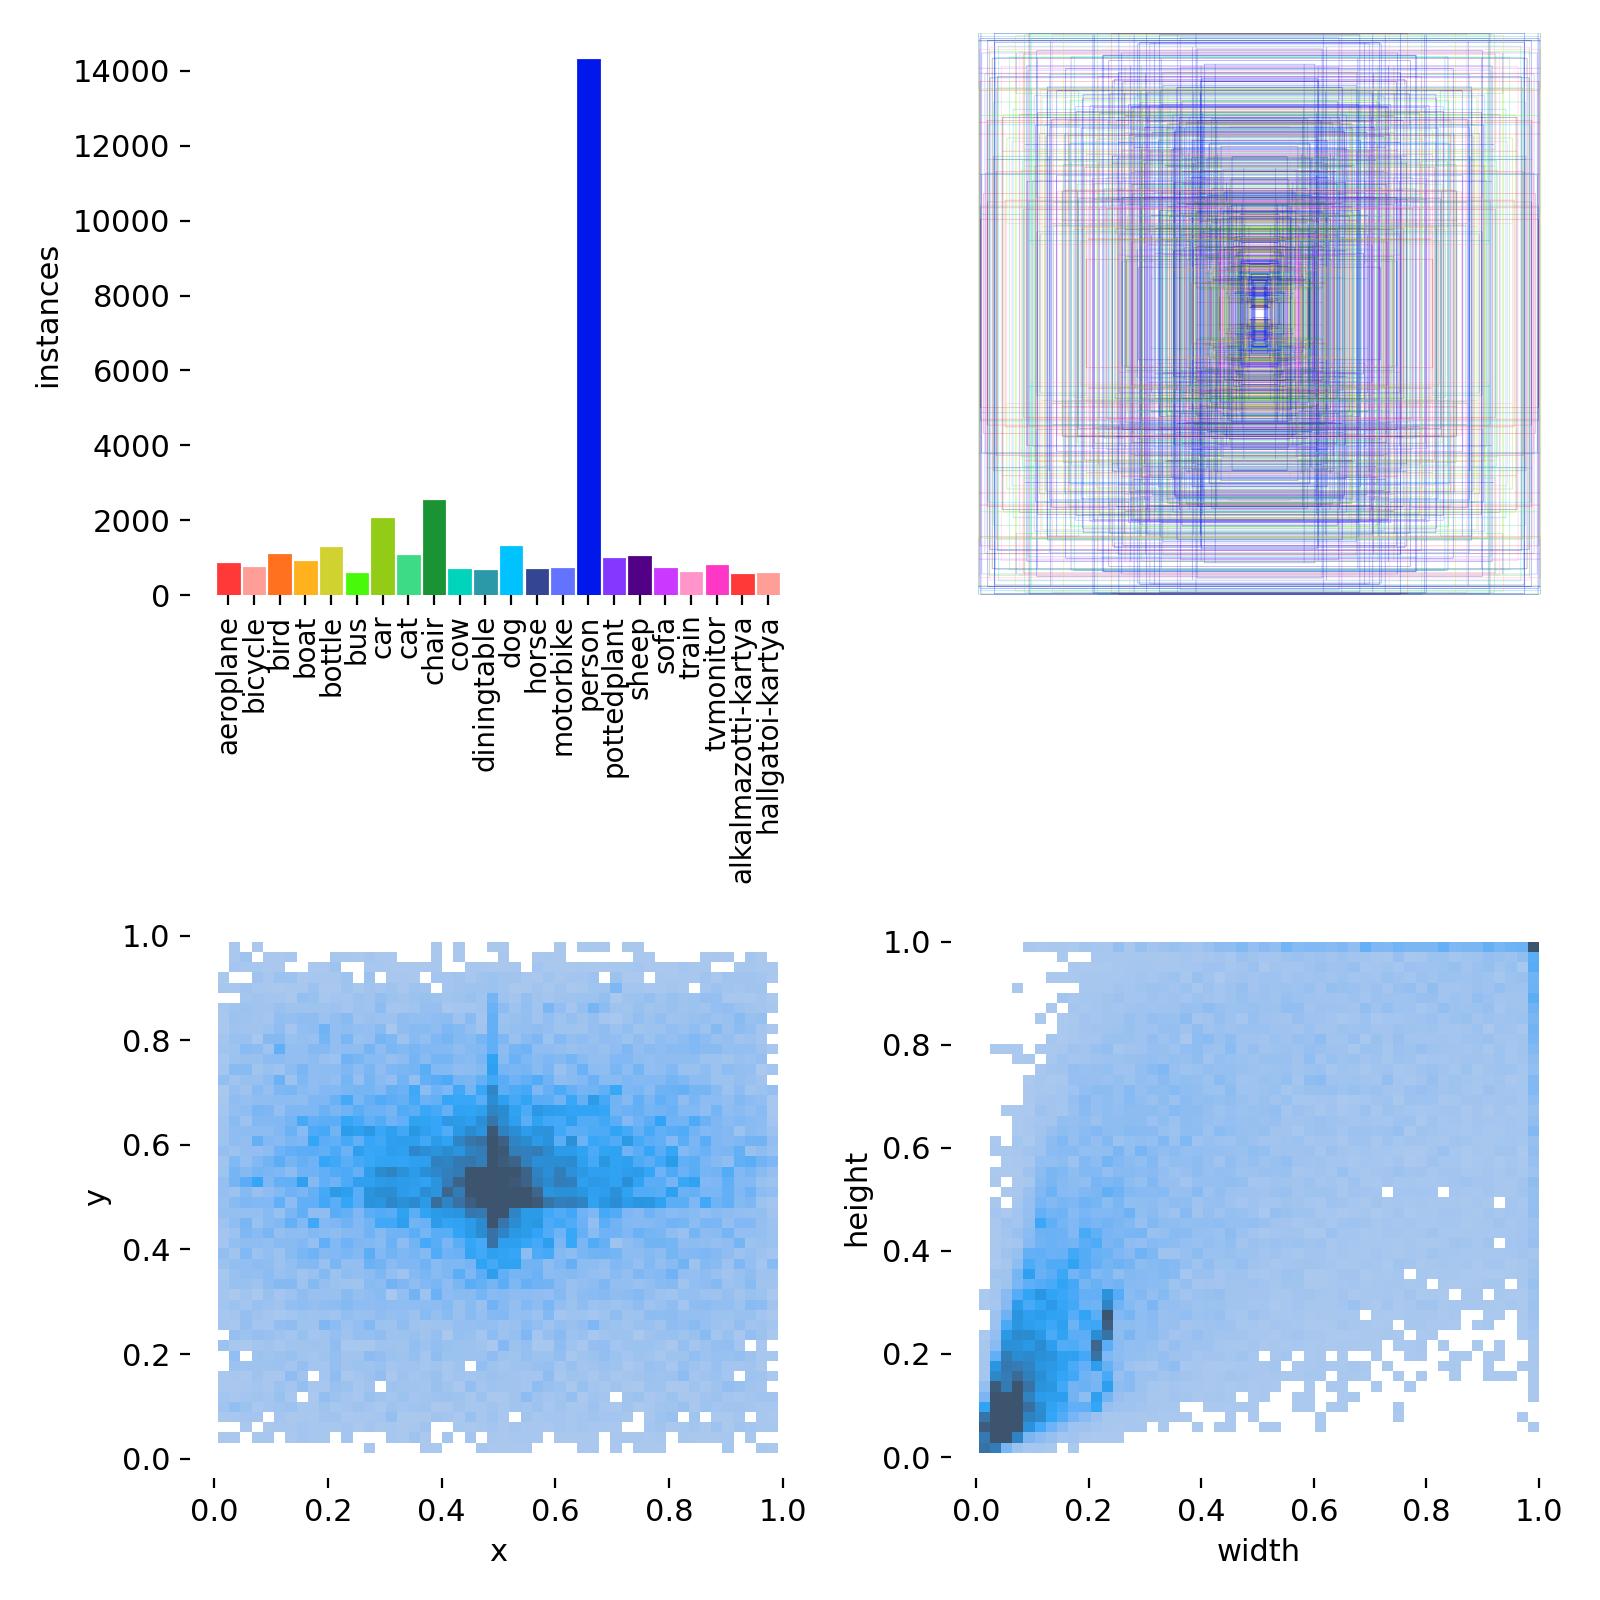 14000
12000
10000
8000
6000
4000
2000
0
instances
aeroplane
bicycle
bird
boat
bottle
bus
car
cat
chair
cow
diningtable
dog
horse
motorbike
person
pottedplant
sheep
sofa
train
tvmonitor
alkalmazotti-kartya
hallgatoi-kartya
1.0
0.8
0.6
0.4
0.2
0.0
y
0.0 0.2 0.4 0.6 0.8 1.0
x
1.0
0.8
0.6
0.4
0.2
0.0
height
0.0 0.2 0.4 0.6 0.8 1.0
width